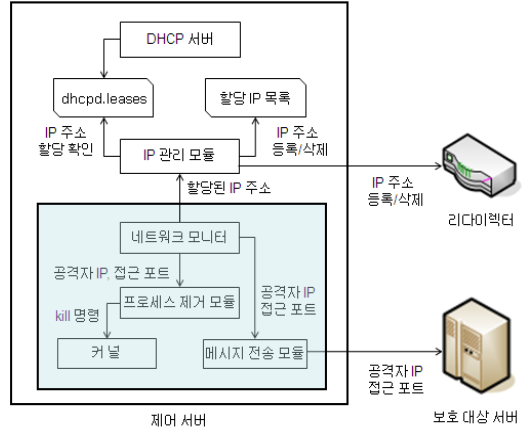 DHCP 서버
dhcpd.leases
할당 IP 목록
IP 주소
할당 확인
IP 주소
등록/삭제
IP 관리 모듈
IP 주소
등록/삭제
리다이렉터
할당된 IP 주소
네트워크 모니터
공격자 IP, 접근 포트
공격자 IP
접근 포트
프로세스 제거 모듈
kill 명령
커 널
메시지 전송 모듈
공격자 IP
접근 포트
제어 서버
보호 대상 서버